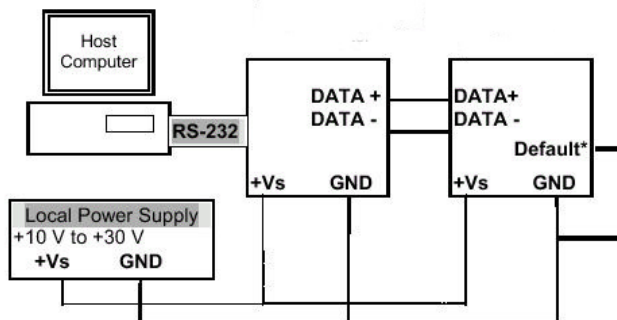 Host
Computer
RS-232
DATA +
DATA -
+Vs GND
DATA+
DATA -
Default*
+Vs GND
Local Power Supply
+10 V to +30 V
+Vs GND